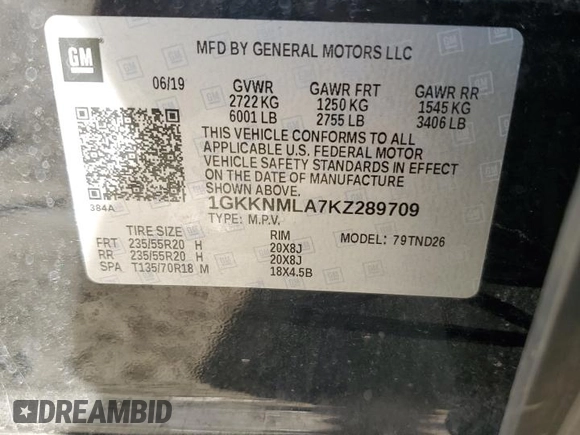 GM
MFD BY GENERAL MOTORS LLC
06/19 GVWR GAWR FRT GAWR RR
2722 KG 1250 KG 1545 KG
6001 LB 2755 LB 3406 LB
THIS VEHICLE CONFORMS TO ALL
APPLICABLE U.S. FEDERAL MOTOR
VEHICLE SAFETY STANDARDS IN EFFECT
ON THE DATE OF MANUFACTURE
SHOWN ABOVE.
384A
1GKKNMLA7KZ289709
TYPE: M.P.V.
TIRE SIZE RIM MODEL: 79TND26
FRT 235/55R20 H 20X8J
RR 235/55R20 H 20X8J
SPA T135/70R18 M 18X4.5B
DREAMBID